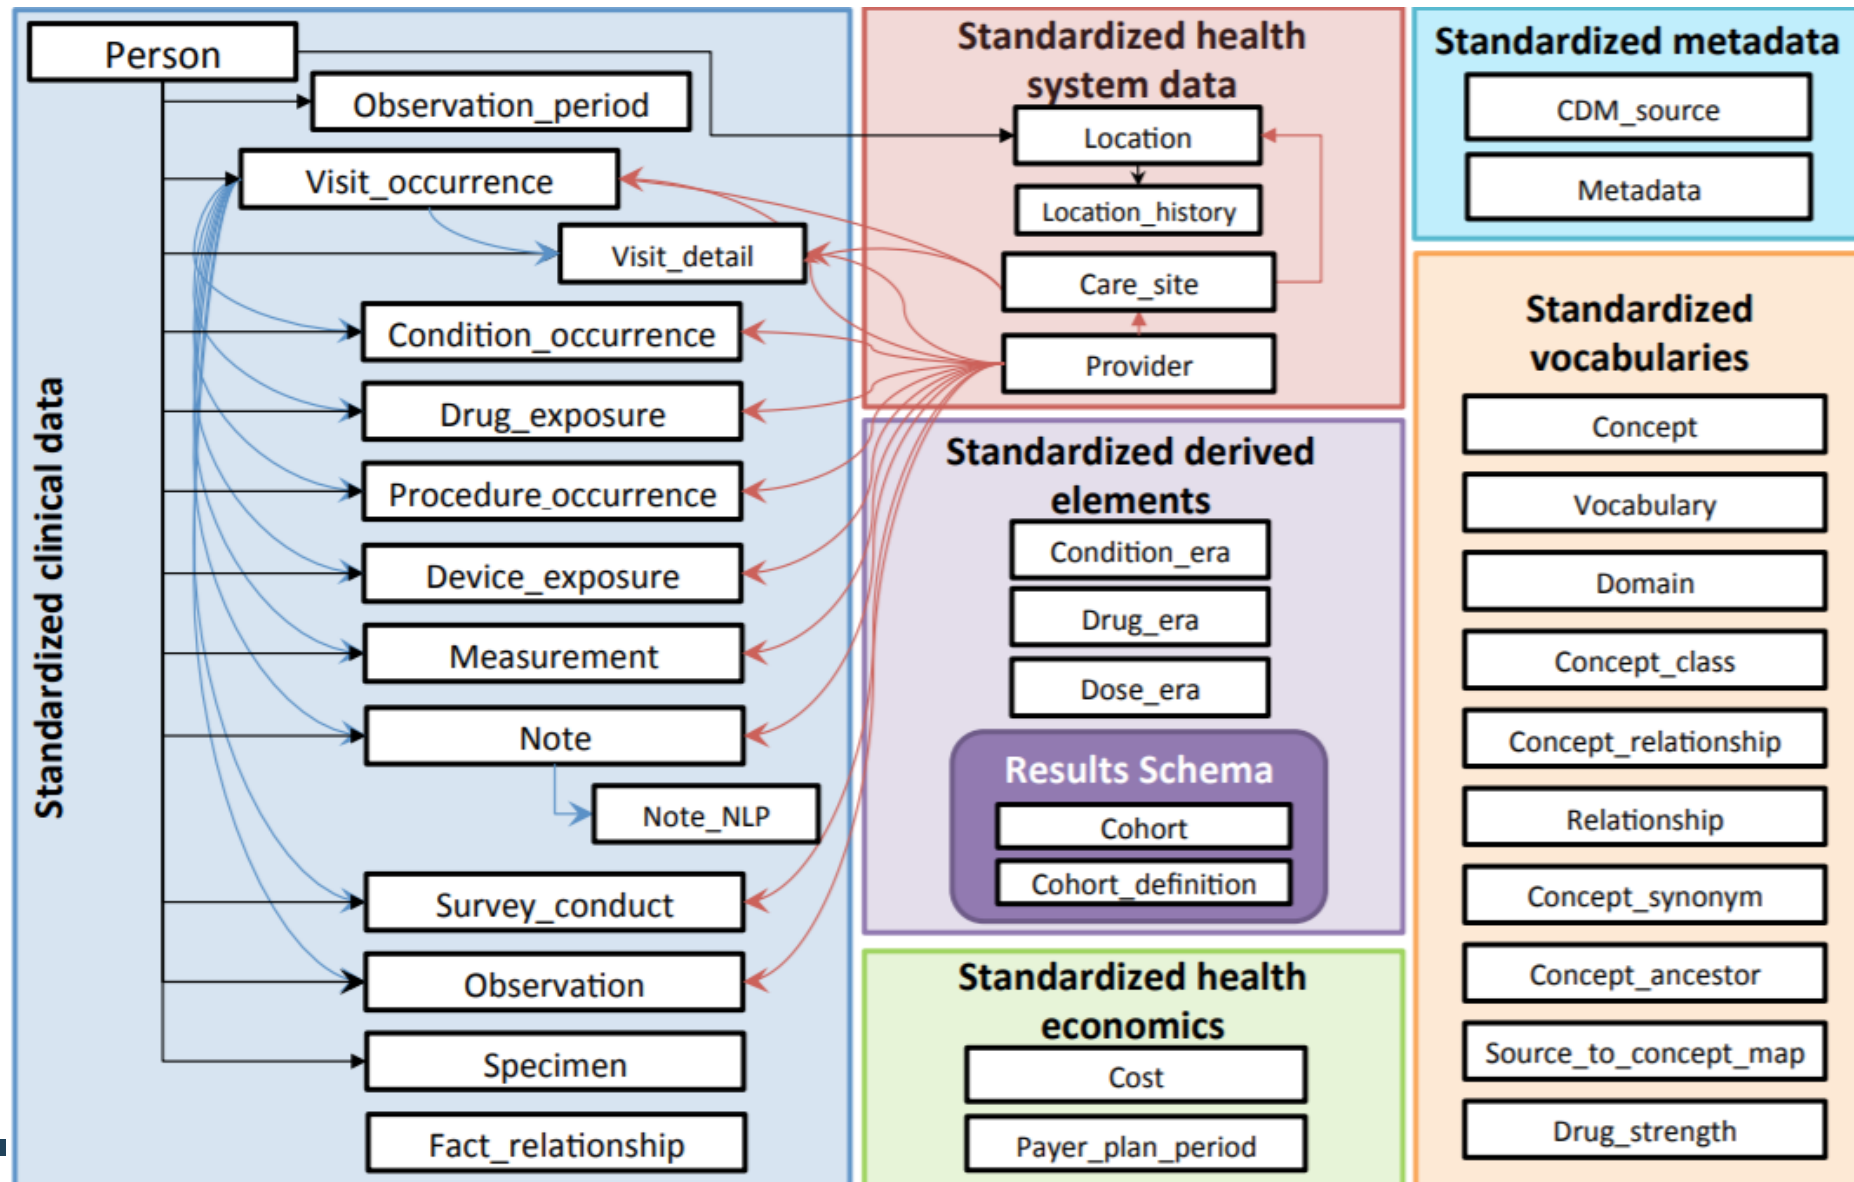 Standardized clinical data
Person
Observation_period
Visit_occurrence
Visit_detail
Condition_occurrence
Drug_exposure
Procedure_occurrence
Device_exposure
Measurement
Note
Note_NLP
Survey_conduct
Observation
Specimen
Fact_relationship
Standardized health
system data
Location
Location_history
Care_site
Provider
Standardized derived
elements
Condition_era
Drug_era
Dose_era
Results Schema
Cohort
Cohort_definition
Standardized health
economics
Cost
Payer_plan_period
Standardized metadata
CDM_source
Metadata
Standardized
vocabularies
Concept
Vocabulary
Domain
Concept_class
Concept_relationship
Relationship
Concept_synonym
Concept_ancestor
Source_to_concept_map
Drug_strength